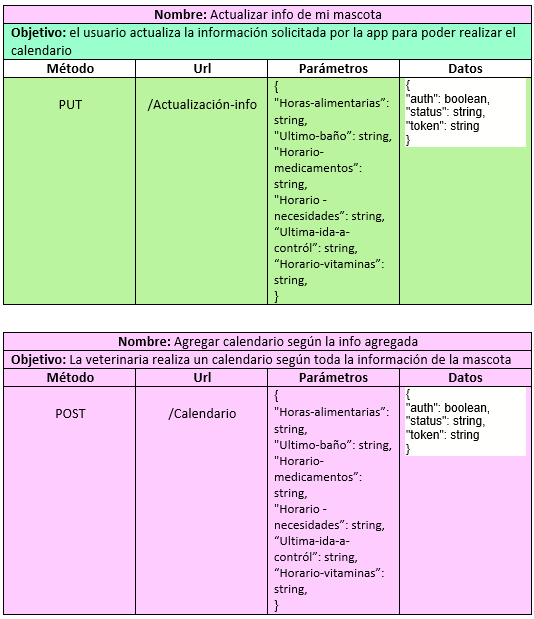 Nombre: Actualizar info de mi mascota
Objetivo: el usuario actualiza la información solicitada por la app para poder realizar el
calendario
Método Url Parámetros Datos
PUT
/Actualización-info
{
"Horas-alimentarias”:
string,
"Ultimo-baño”: string,
"Horario-
medicamentos”:
string,
"Horario -
necesidades”: string,
“Ultima-ida-a-
contról”: string,
“Horario-vitaminas”:
string,
}
{
"auth": boolean,
"status": string,
"token": string
}
Nombre: Agregar calendario según la info agregada
Objetivo: La veterinaria realiza un calendario según toda la información de la mascota
Método Url Parámetros Datos
POST
/Calendario
{
"Horas-alimentarias”:
string,
"Ultimo-baño”: string,
"Horario-
medicamentos”:
string,
"Horario -
necesidades”: string,
“Ultima-ida-a-
contról”: string,
“Horario-vitaminas”:
string,
}
{
"auth": boolean,
"status": string,
"token": string
}